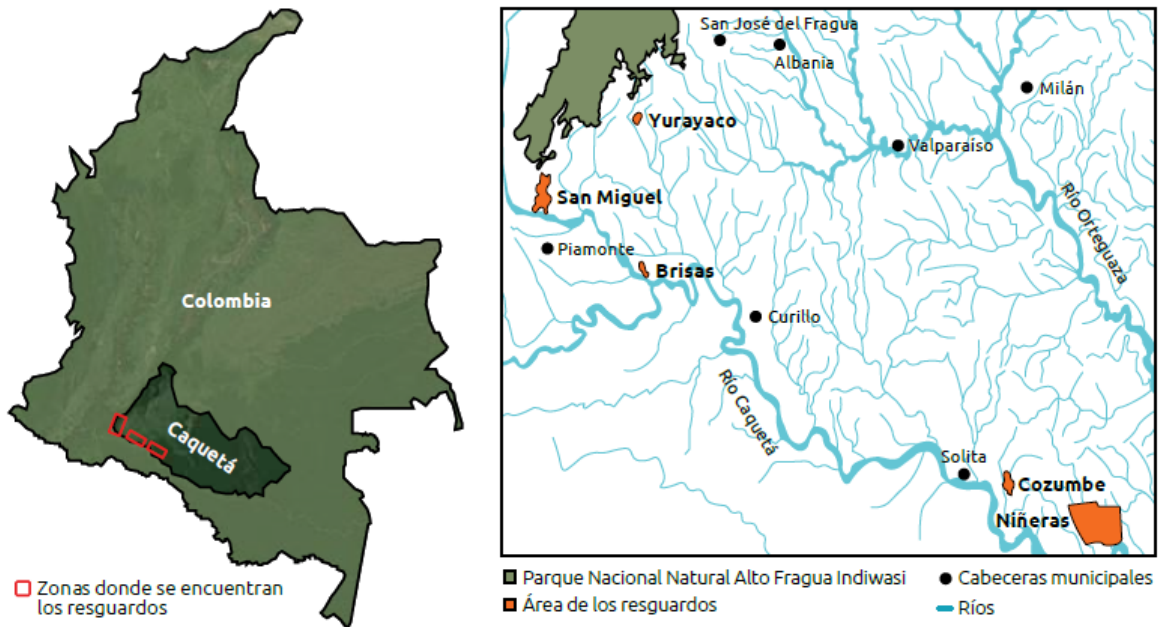 Colombia
Caquetá
Zonas donde se encuentran
los resguardos
San José del Fragua
Albania
Milán
Yurayaco
Valparaíso
San Miguel
Río Orteguaza
Piamonte
Brisas
Curillo
Río Caquetá
Solita
Cozumbe
Niñeras
Parque Nacional Natural Alto Fragua Indiwasi
Cabeceras municipales
Área de los resguardos
Ríos